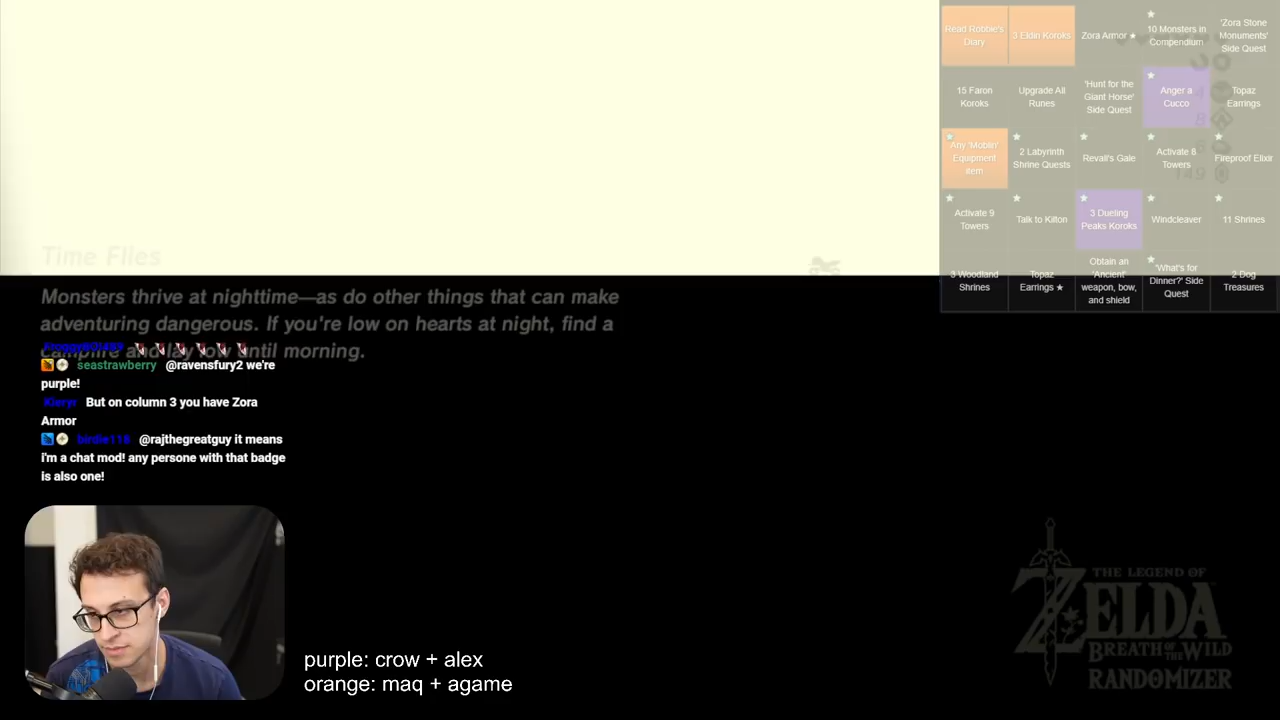 Read Robbie's
Diary
3 Eldin Koroks
Zora Armor ★
10 Monsters in
Compendium
'Zora Stone
Monuments'
Side Quest
15 Faron
Koroks
Upgrade All
Runes
'Hunt for the
Giant Horse'
Side Quest
Anger a
Cucco
Topaz
Earrings
Any 'Moblin'
Equipment
item
2 Labyrinth
Shrine Quests
Revali's Gale
Activate 8
Towers
Fireproof Elixir
149
Activate 9
Towers
Talk to Kilton
3 Dueling
Peaks Koroks
Windcleaver
11 Shrines
3 Woodland
Shrines
Topaz
Earrings ★
Obtain an
'Ancient'
weapon, bow,
and shield
'What's for
Dinner?' Side
Quest
2 Dog
Treasures
Time Flies
Monsters thrive at nighttime—as do other things that can make
adventuring dangerous. If you're low on hearts at night, find a
campfire and lay low until morning.
seastrawberry @ravensfury2 we're
purple!
Kieryr But on column 3 you have Zora
Armor
birdie118 @rajthegreatguy it means
i'm a chat mod! any persone with that badge
is also one!
purple: crow + alex
orange: maq + agame
THE LEGEND OF
ZELDA
BREATH OF THE WILD
RANDOMIZER